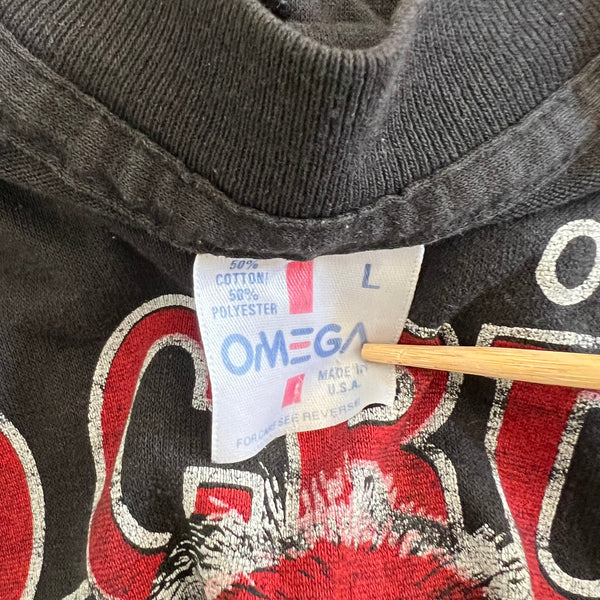 50%
COTTON/
50%
POLYESTER
L
OMEGA
MADE IN
U.S.A.
FOR CARE SEE REVERSE